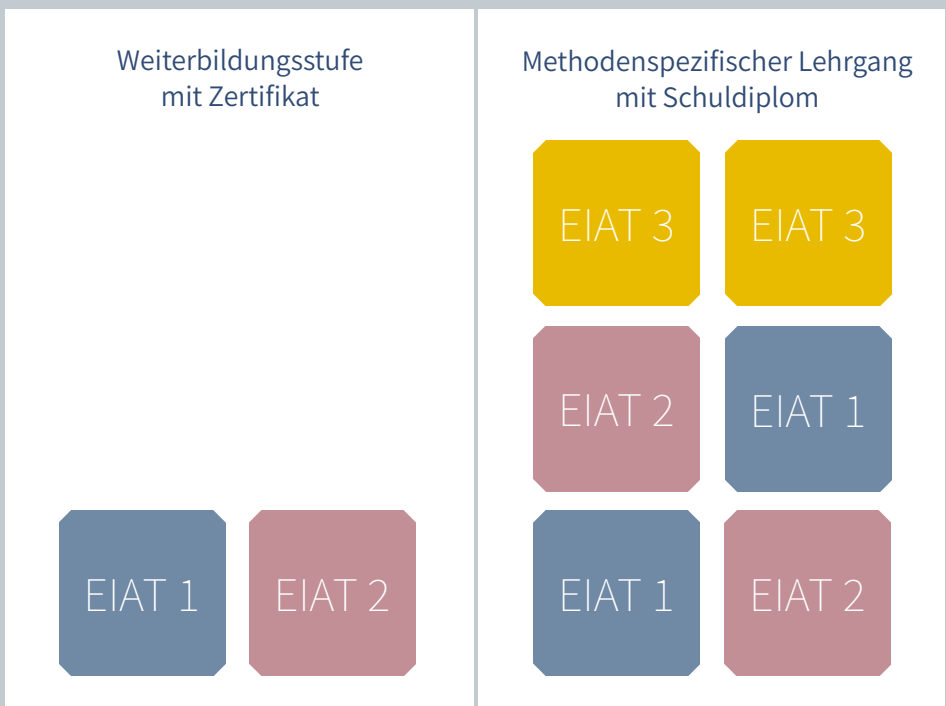 Weiterbildungsstufe
mit Zertifikat
EIAT 1
EIAT 2
Methodenspezifischer Lehrgang
mit Schuldiplom
EIAT 3
EIAT 3
EIAT 2
EIAT 1
EIAT 1
EIAT 2